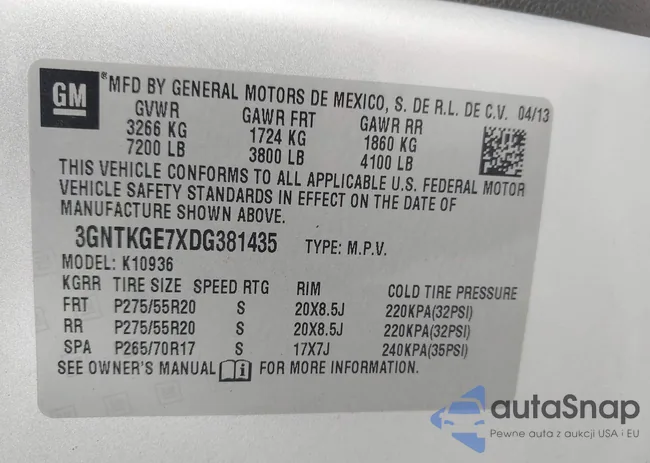 GM
®MFD BY GENERAL MOTORS DE MEXICO, S. DE R.L. DE C.V. 04/13
GVWR GAWR FRT GAWR RR
3266 KG 1724 KG 1860 KG
7200 LB 3800 LB 4100 LB
THIS VEHICLE CONFORMS TO ALL APPLICABLE U.S. FEDERAL MOTOR
VEHICLE SAFETY STANDARDS IN EFFECT ON THE DATE OF
MANUFACTURE SHOWN ABOVE.
3GNTKGE7XDG381435 TYPE: M.P.V.
MODEL: K10936
KGRR TIRE SIZE SPEED RTG RIM COLD TIRE PRESSURE
FRT P275/55R20 S 20X8.5J 220KPA(32PSI)
RR P275/55R20 S 20X8.5J 220KPA(32PSI)
SPA P265/70R17 S 17X7J 240KPA(35PSI)
SEE OWNER'S MANUAL i FOR MORE INFORMATION.
autaSnap
Pewne auta z aukcji USA i EU